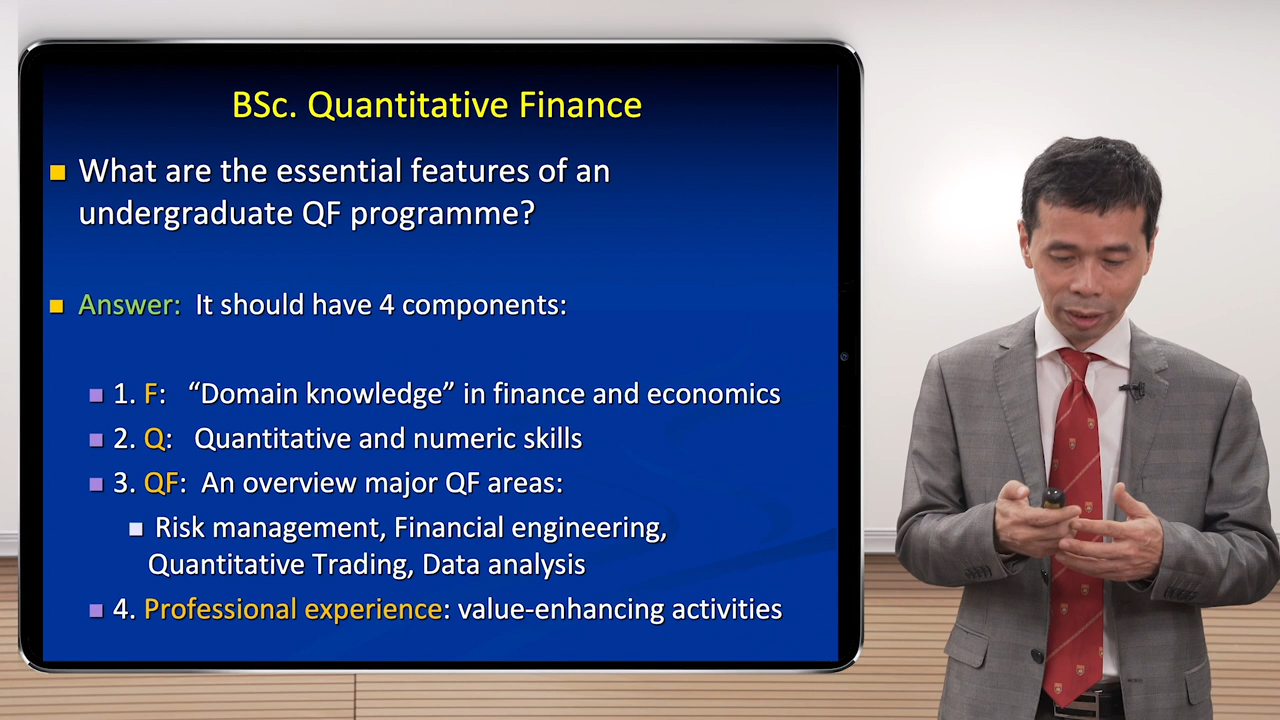 BSc. Quantitative Finance
What are the essential features of an
undergraduate QF programme?
Answer: It should have 4 components:
1. F: “Domain knowledge” in finance and economics
2. Q: Quantitative and numeric skills
3. QF: An overview major QF areas:
Risk management, Financial engineering,
Quantitative Trading, Data analysis
4. Professional experience: value-enhancing activities